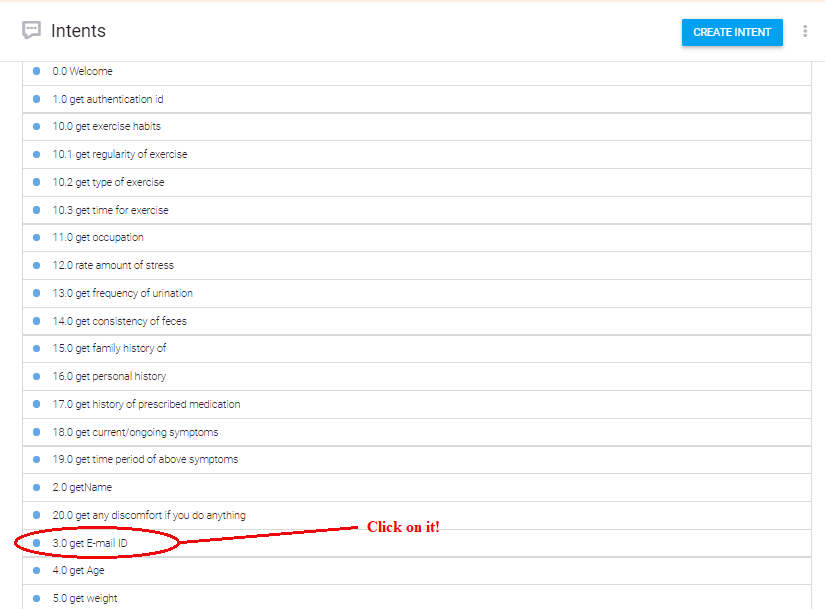 Intents
CREATE INTENT
0.0 Welcome
1.0 get authentication id
10.0 get exercise habits
10.1 get regularity of exercise
10.2 get type of exercise
10.3 get time for exercise
11.0 get occupation
12.0 rate amount of stress
13.0 get frequency of urination
14.0 get consistency of feces
15.0 get family history of
16.0 get personal history
17.0 get history of prescribed medication
18.0 get current/ongoing symptoms
19.0 get time period of above symptoms
2.0 getName
20.0 get any discomfort if you do anything
Click on it!
3.0 get E-mail ID
4.0 get Age
5.0 get weight